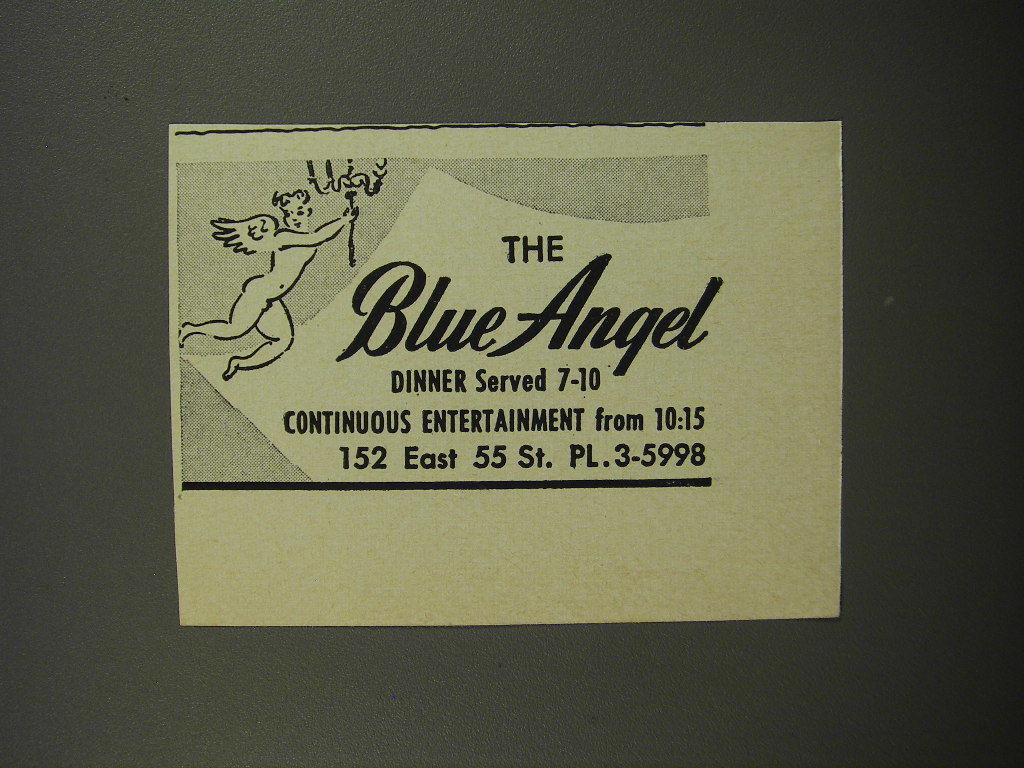 THE
Blue Angel
DINNER Served 7-10
CONTINUOUS ENTERTAINMENT from 10:15
152 East 55 St. PL. 3-5998